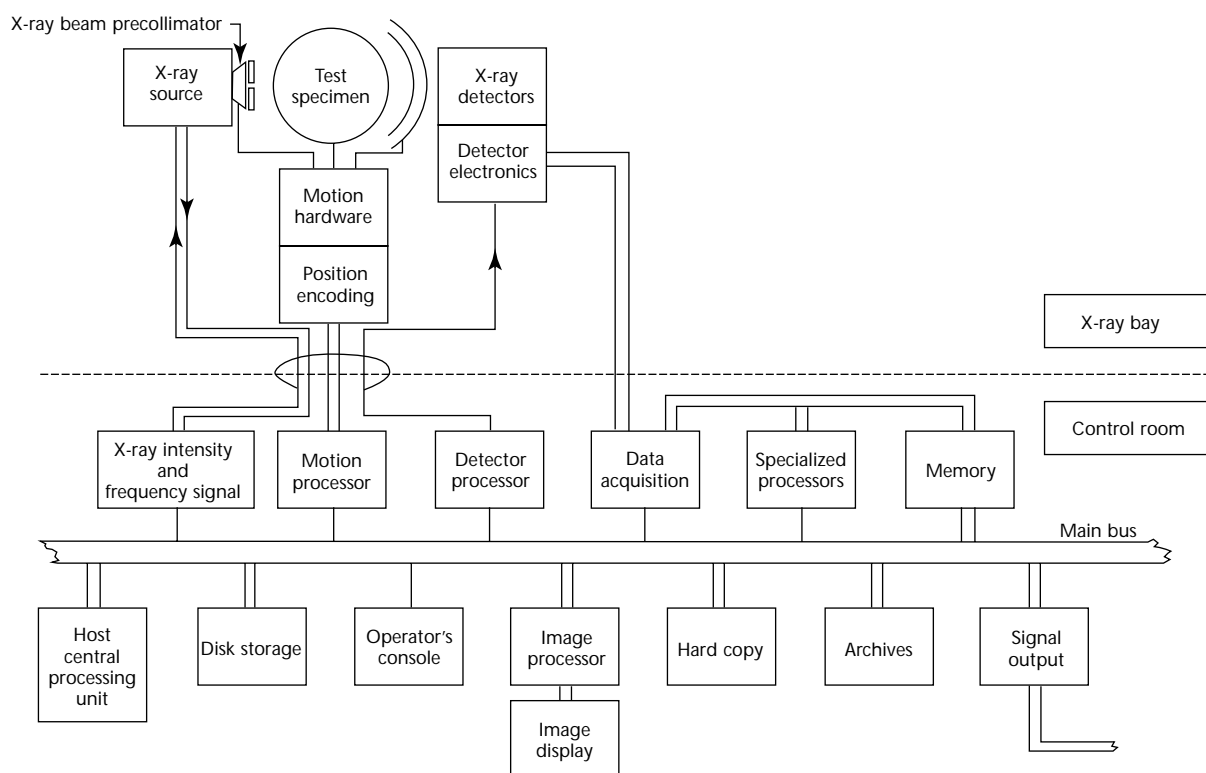 X-ray beam precollimator
X-ray
source
Test
specimen
X-ray
detectors
Detector
electronics
Motion
hardware
Position
encoding
X-ray bay
Control room
X-ray intensity
and
frequency signal
Motion
processor
Detector
processor
Data
acquisition
Specialized
processors
Memory
Main bus
Host
central
processing
unit
Disk storage
Operator's
console
Image
processor
Hard copy
Archives
Signal
output
Image
display